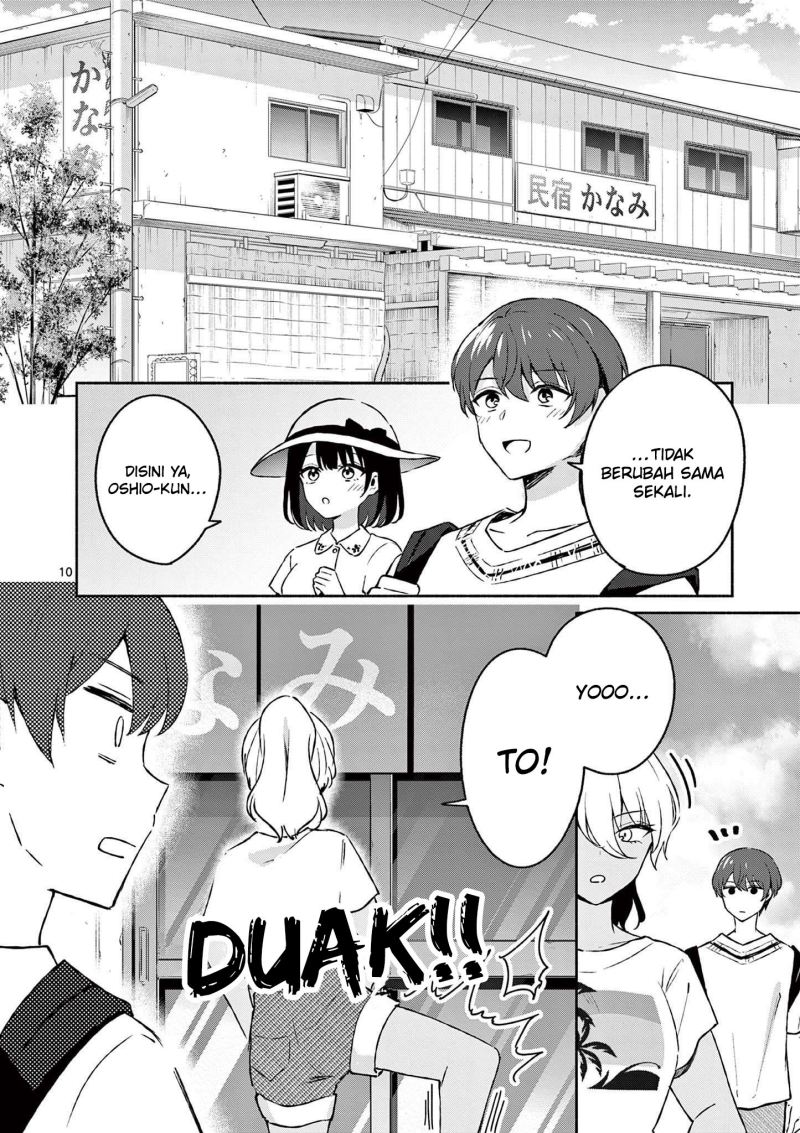 かなみ
民宿 かなみ
...TIDAK
BERUBAH SAMA
SEKALI.
DISINI YA,
OSHIO-KUN...
10
YOOO...
TO!
なみ
DUAK!!